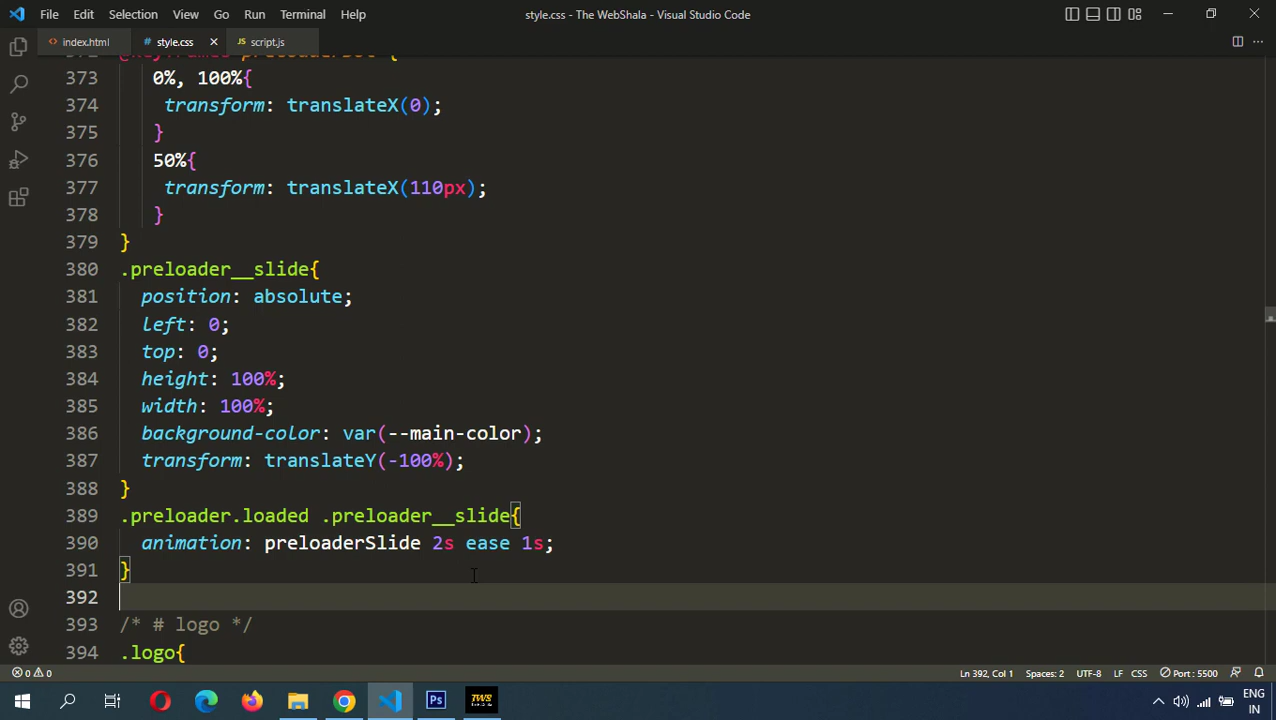 File Edit Selection View Go Run Terminal Help
style.css - The WebShala - Visual Studio Code
index.html
# style.css
JS script.js
373 0%, 100%{
374 transform: translateX(0);
375 }
376 50%{
377 transform: translateX(110px);
378 }
379 }
380 .preloader__slide{
381 position: absolute;
382 left: 0;
383 top: 0;
384 height: 100%;
385 width: 100%;
386 background-color: var(--main-color);
387 transform: translateY(-100%);
388 }
389 .preloader.loaded .preloader__slide{
390 animation: preloaderSlide 2s ease 1s;
391 }
392
393 /* # logo */
394 .logo{
0 0
Ln 392, Col 1 Spaces: 2 UTF-8 LF CSS Port : 5500
Ps
TWS
ENG
IN